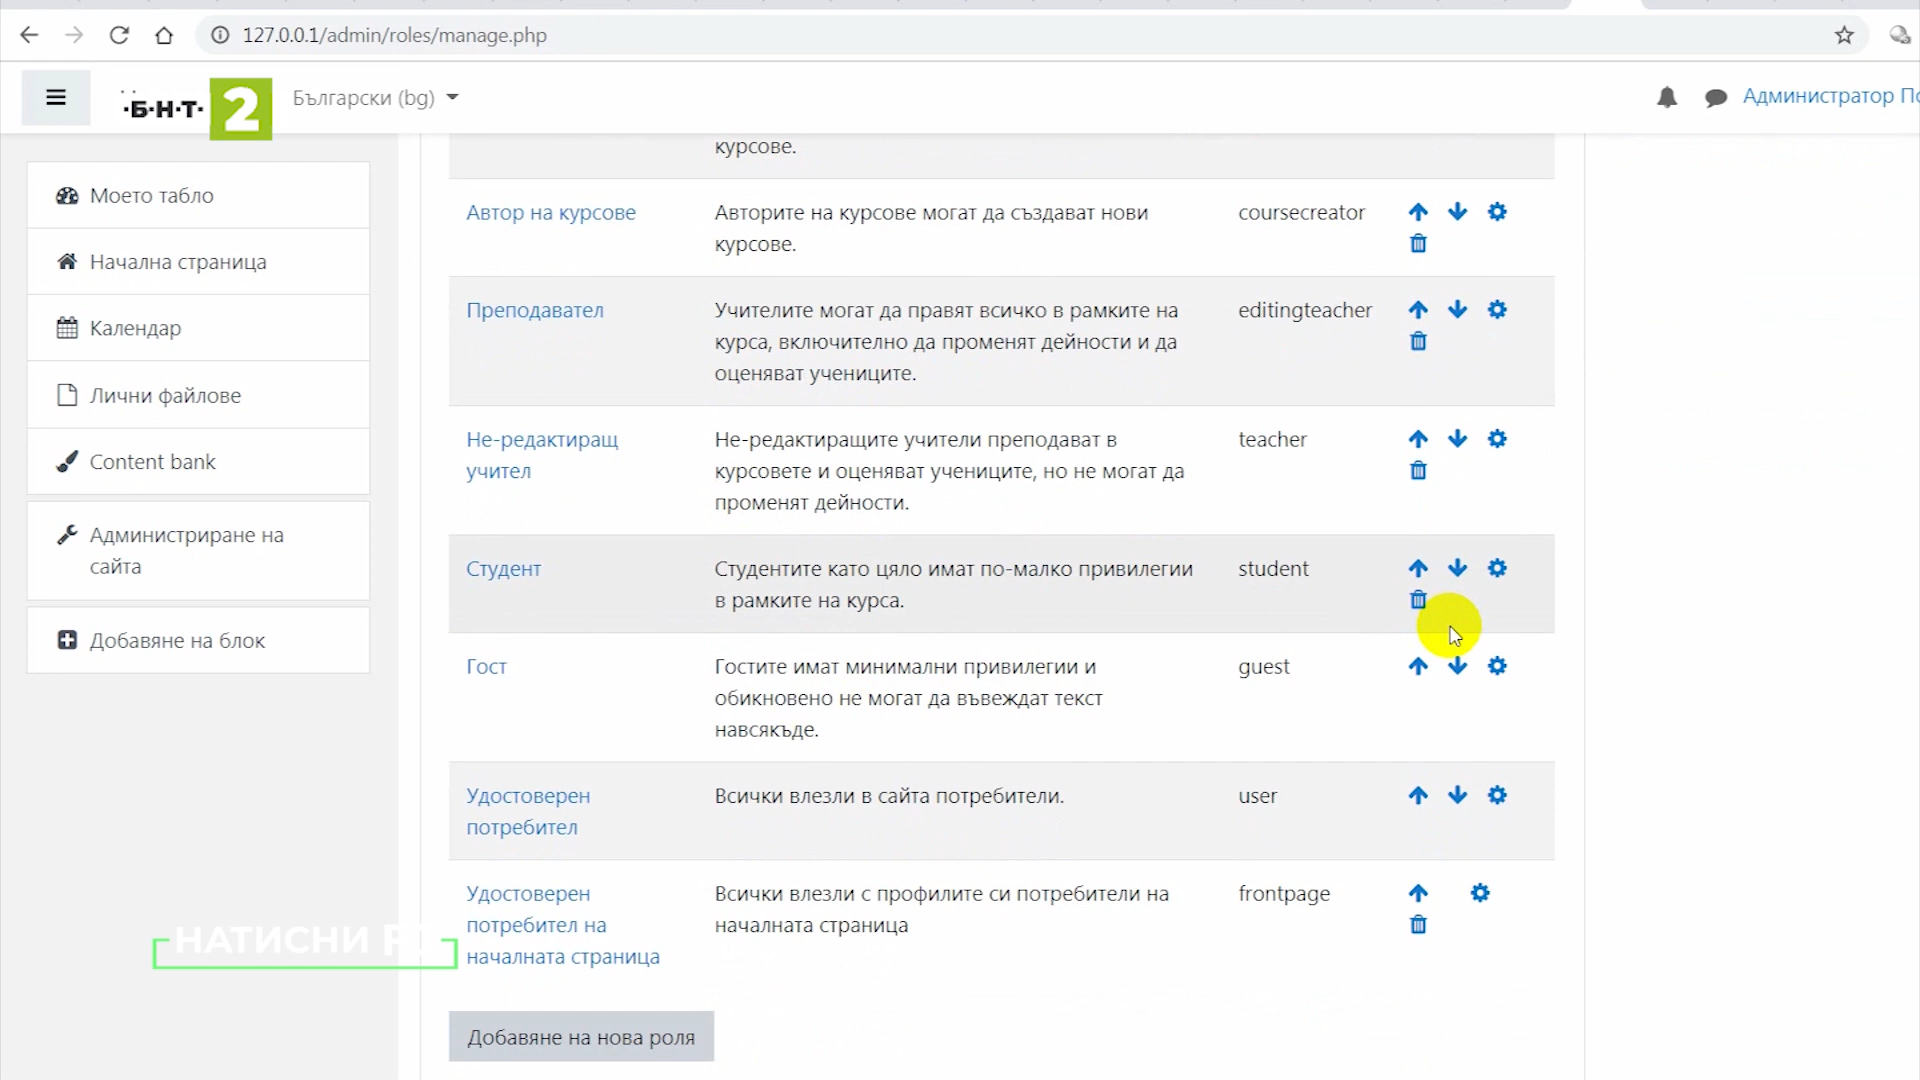 127.0.0.1/admin/roles/manage.php
·Б·Н·Т· 2
Български (bg)
Администратор
Моето табло
Начална страница
Календар
Лични файлове
Content bank
Администриране на
сайта
Добавяне на блок
курсове.
Автор на курсове
Авторите на курсове могат да създават нови
курсове.
coursecreator
Преподавател
Учителите могат да правят всичко в рамките на
курса, включително да променят дейности и да
оценяват учениците.
editingteacher
Не-редактиращ
учител
Не-редактиращите учители преподават в
курсовете и оценяват учениците, но не могат да
променят дейности.
teacher
Студент
Студентите като цяло имат по-малко привилегии
в рамките на курса.
student
Гост
Гостите имат минимални привилегии и
обикновено не могат да въвеждат текст
навсякъде.
guest
Удостоверен
потребител
Всички влезли в сайта потребители.
user
Удостоверен
потребител на
началната страница
Всички влезли с профилите си потребители на
началната страница
frontpage
НАТИСНИ
Добавяне на нова роля